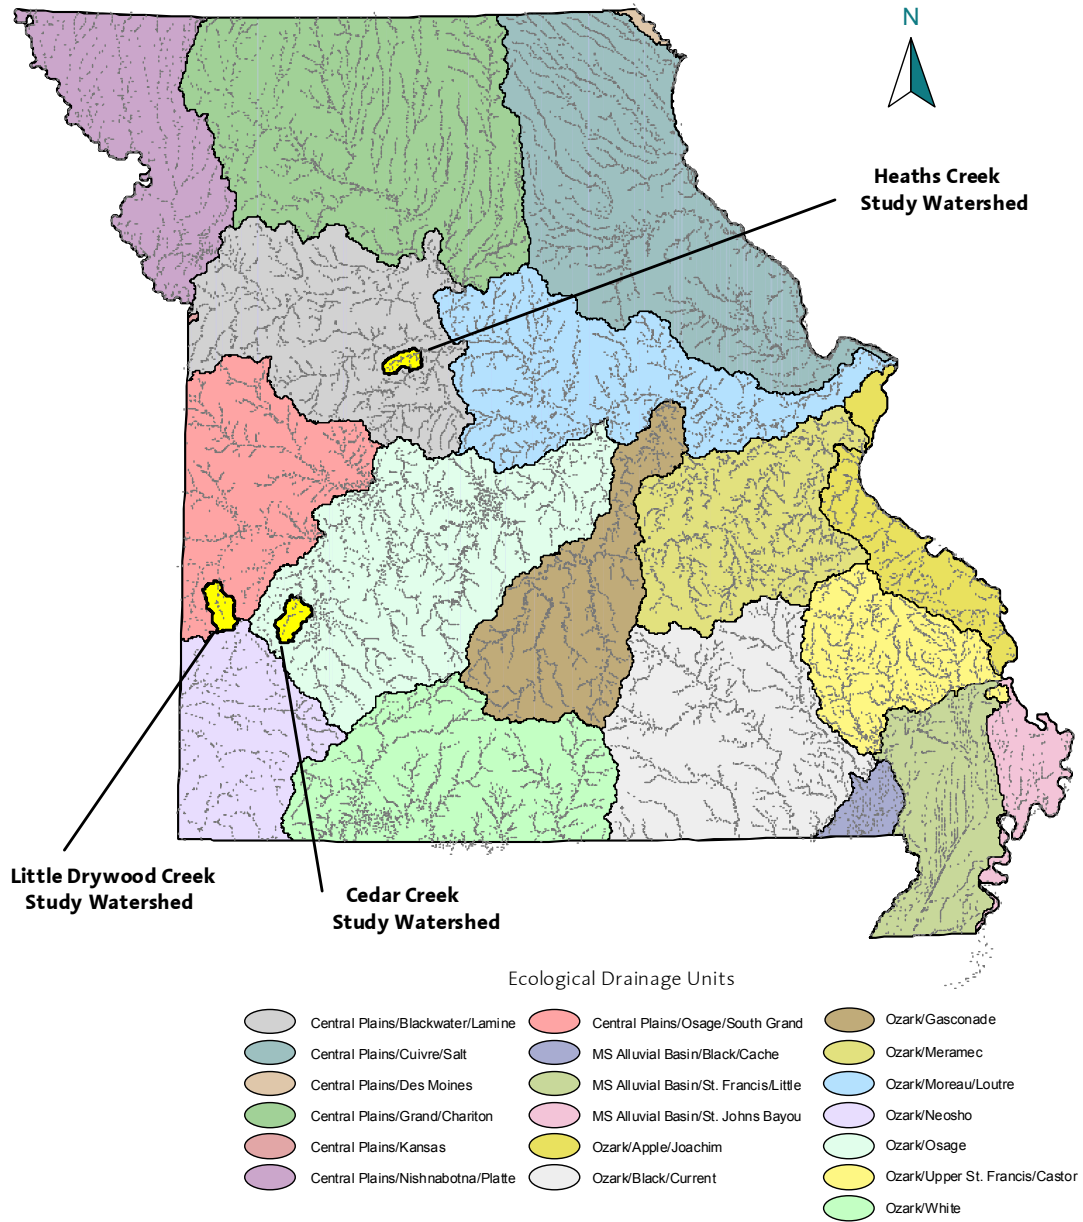 N
Heaths Creek
Study Watershed
Little Drywood Creek
Study Watershed
Cedar Creek
Study Watershed
Ecological Drainage Units
Central Plains/Blackwater/Lamine
Central Plains/Cuivre/Salt
Central Plains/Des Moines
Central Plains/Grand/Chariton
Central Plains/Kansas
Central Plains/Nishnabotna/Platte
Central Plains/Osage/South Grand
MS Alluvial Basin/Black/Cache
MS Alluvial Basin/St. Francis/Little
MS Alluvial Basin/St. Johns Bayou
Ozark/Apple/Joachim
Ozark/Black/Current
Ozark/Gasconade
Ozark/Meramec
Ozark/Moreau/Loutre
Ozark/Neosho
Ozark/Osage
Ozark/Upper St. Francis/Castor
Ozark/White